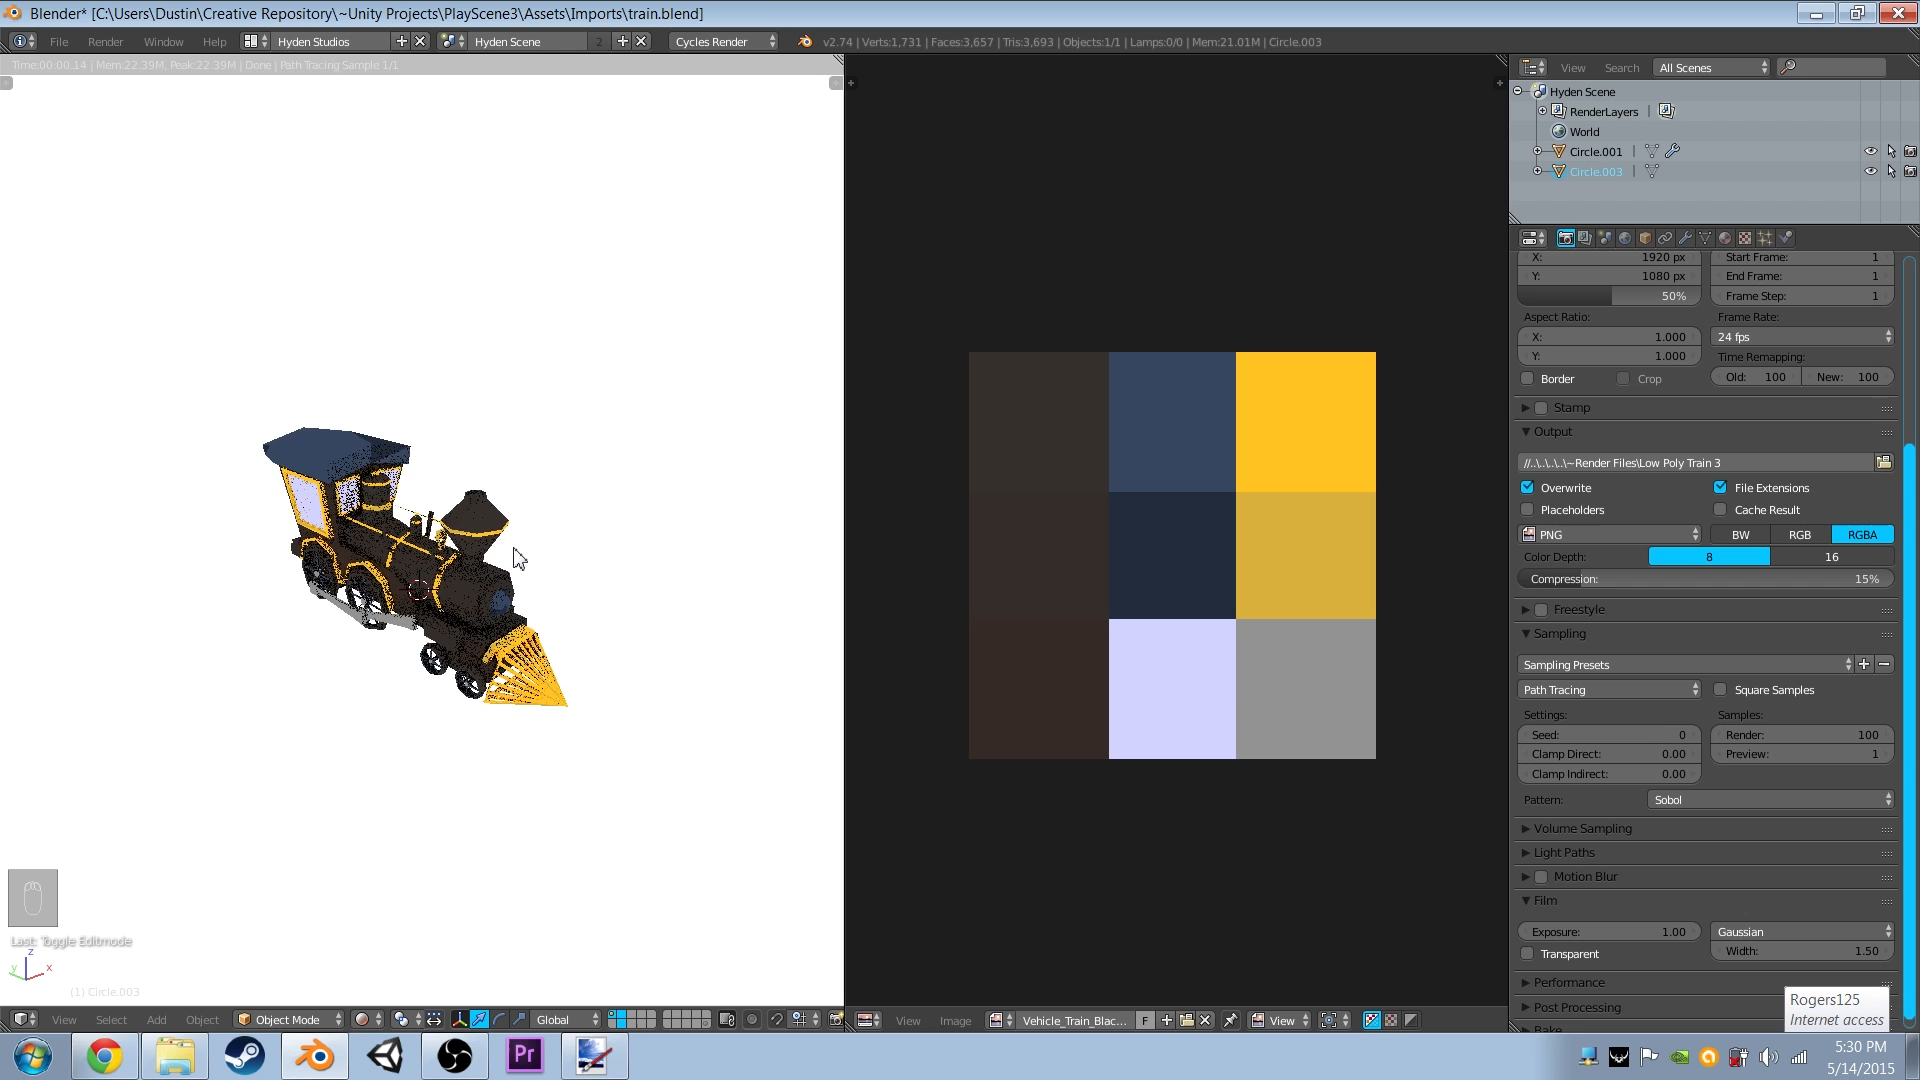 Blender* [C:\Users\Dustin\Creative Repository\~Unity Projects\PlayScene3\Assets\Imports\train.blend]
File Render Window Help Hyden Studios Hyden Scene 2 Cycles Render v2.74 | Verts:1,731 | Faces:3,657 | Tris:3,693 | Objects:1/1 | Lamps:0/0 | Mem:21.01M | Circle.003
Time:00:00.14 | Mem:22.39M, Peak:22.39M | Done | Path Tracing Sample 1/1
View Search All Scenes
Hyden Scene
RenderLayers |
World
Circle.001 |
Circle.003 |
X: 1920 px
Y: 1080 px
50%
Start Frame: 1
End Frame: 1
Frame Step: 1
Aspect Ratio:
X: 1.000
Y: 1.000
Frame Rate:
24 fps
Time Remapping:
Old: 100 New: 100
Border Crop
Stamp
Output
//..\..\..\..\~Render Files\Low Poly Train 3
Overwrite File Extensions
Placeholders Cache Result
PNG BW RGB RGBA
Color Depth: 8 16
Compression: 15%
Freestyle
Sampling
Sampling Presets
Path Tracing Square Samples
Settings: Samples:
Seed: 0 Render: 100
Clamp Direct: 0.00 Preview: 1
Clamp Indirect: 0.00
Pattern: Sobol
Volume Sampling
Light Paths
Motion Blur
Film
Exposure: 1.00 Gaussian
Transparent Width: 1.50
Performance
Post Processing
Bake
Rogers125
Internet access
Last: Toggle Editmode
z
y x
(1) Circle.003
View Select Add Object Object Mode Global
View Image Vehicle_Train_Blac... F View
Pr
5:30 PM
5/14/2015